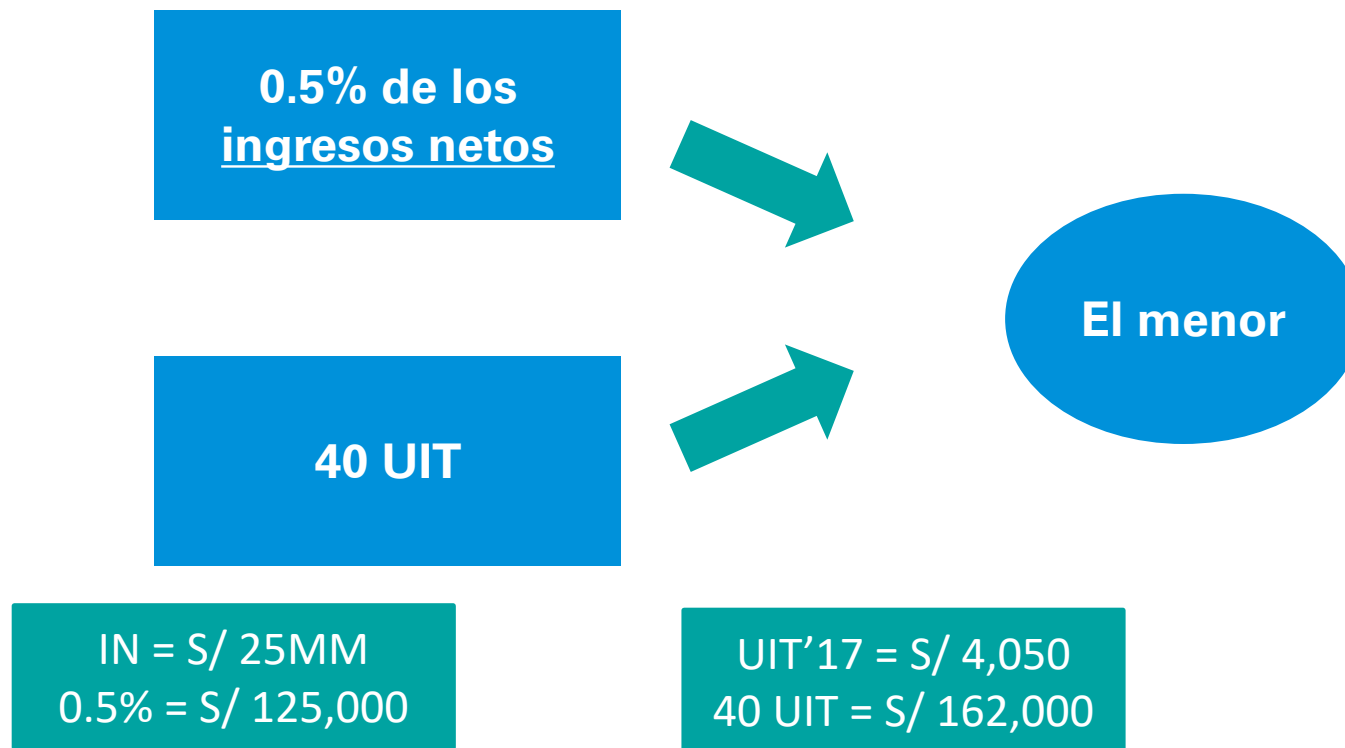 0.5% de los
ingresos netos
El menor
40 UIT
IN = S/ 25MM
0.5% = S/ 125,000
UIT’17 = S/ 4,050
40 UIT = S/ 162,000